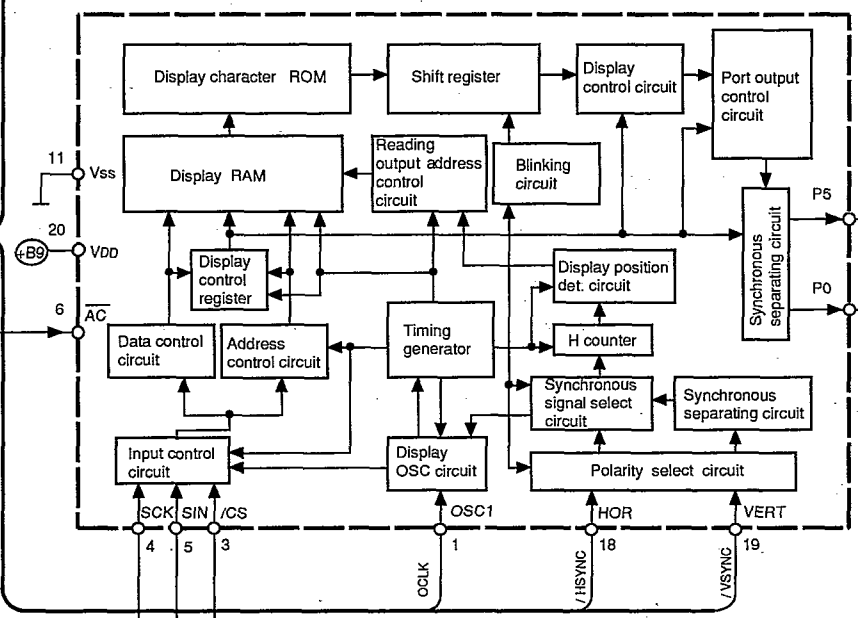 Display character ROM
Shift register
Display
control circuit
Port output
control
circuit
11
Vss
Display RAM
Reading
output address
control
circuit
Blinking
circuit
20
+B9
VDD
Display
control
register
Display position
det. circuit
Synchronous
separating circuit
P5
P0
6
AC
Data control
circuit
Address
control circuit
Timing
generator
H counter
Synchronous
signal select
circuit
Synchronous
separating circuit
Input control
circuit
Display
OSC circuit
Polarity select circuit
SCK SIN /CS
OSC1
HOR
VERT
4
5
3
1
18
19
OCLK
/ HSYNC
/ VSYNC